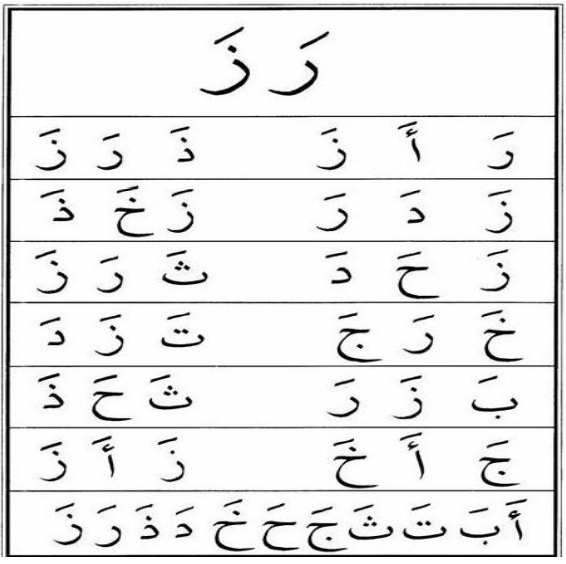 رَ زَ
رَ أَ زَ ذَ رَ زَ
زَ دَ رَ زَ خَ ذَ
زَ حَ دَ ثَ رَ زَ
خَ رَ جَ تَ زَ دَ
بَ زَ رَ ثَ حَ ذَ
جَ أَ خَ زَ أَ زَ
أَ بَ تَ ثَ جَ حَ خَ دَ ذَ رَ زَ